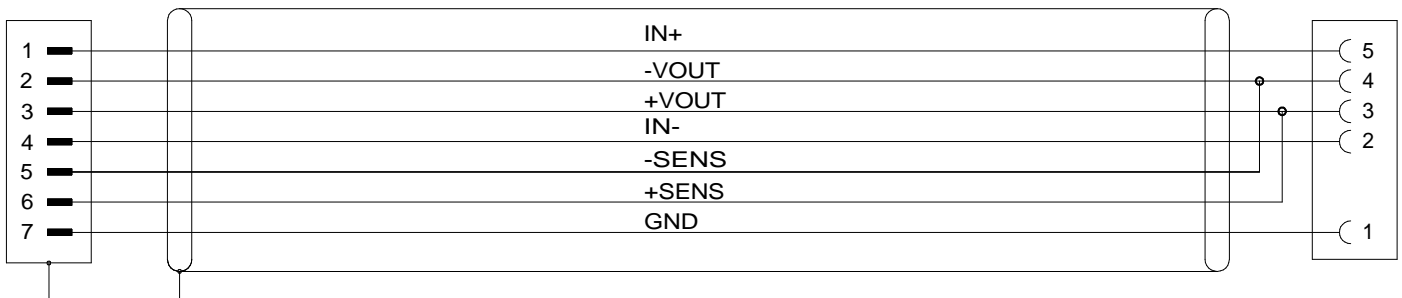 1 IN+ 5
2 -VOUT 4
3 +VOUT 3
4 IN- 2
5 -SENS
6 +SENS
7 GND 1